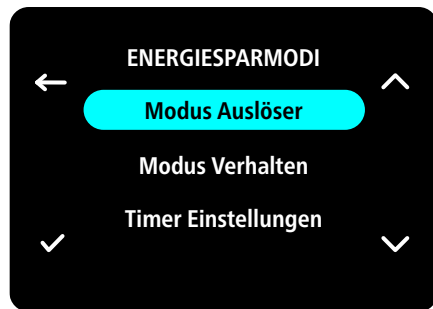 ENERGIESPARMODI
Modus Auslöser
Modus Verhalten
Timer Einstellungen